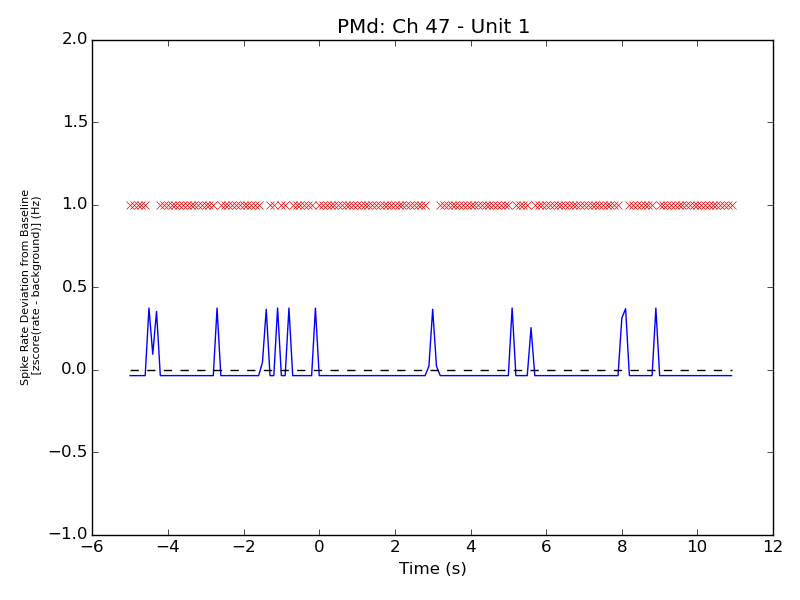 PMd: Ch 47 - Unit 1
2.0
1.5
1.0
0.5
0.0
−0.5
−1.0
Spike Rate Deviation from Baseline
[zscore(rate - background)] (Hz)
−6 −4 −2 0 2 4 6 8 10 12
Time (s)